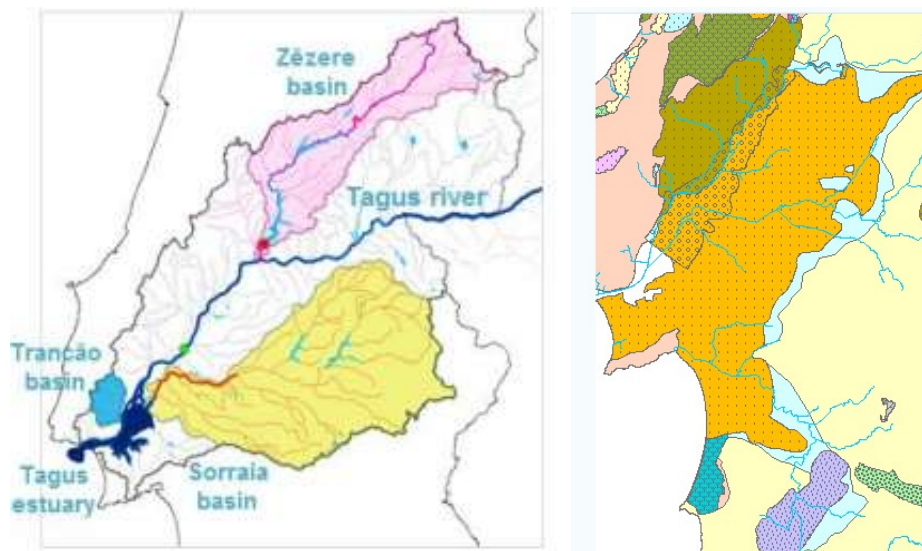 Zêzere
basin
Tagus river
Trancão
basin
Tagus
estuary
Sorraia
basin